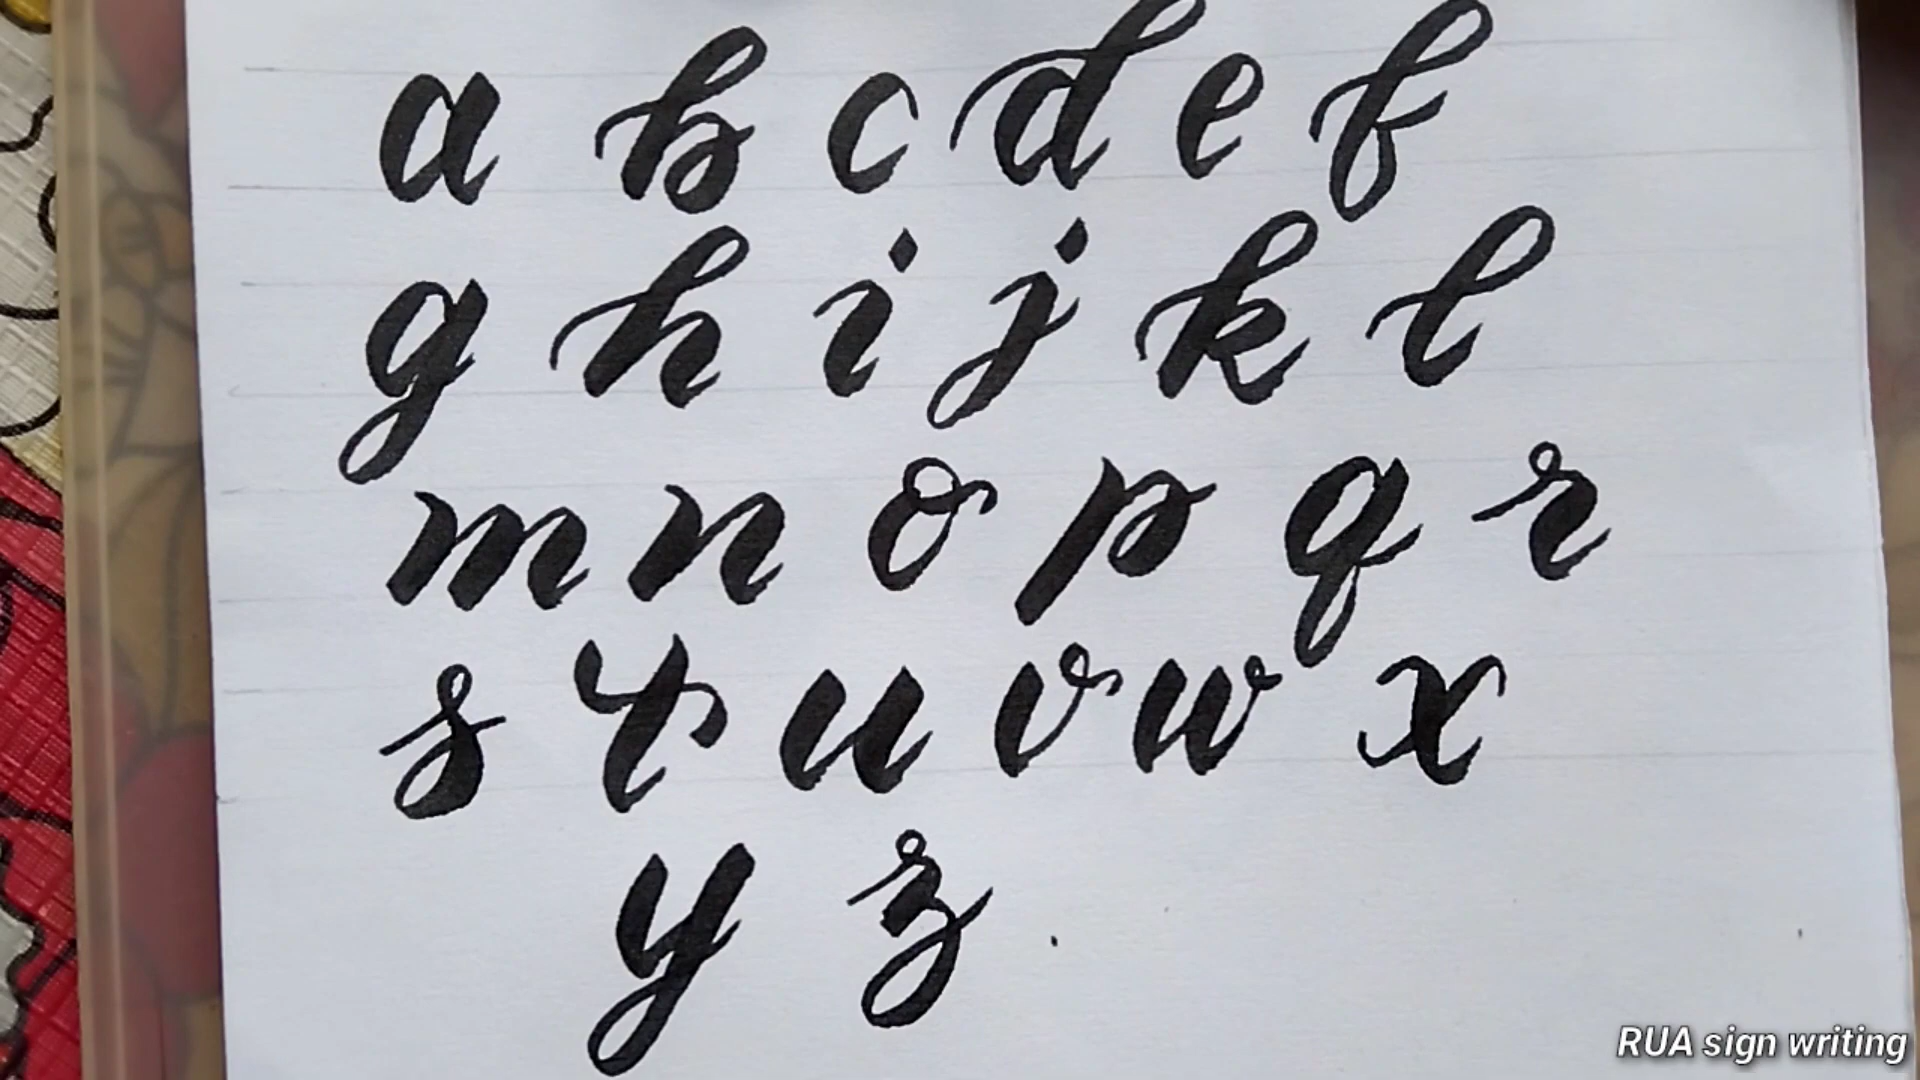 a b c d e f
g h i j k l
m n o p q r
s t u v w x
y z
RUA sign writing